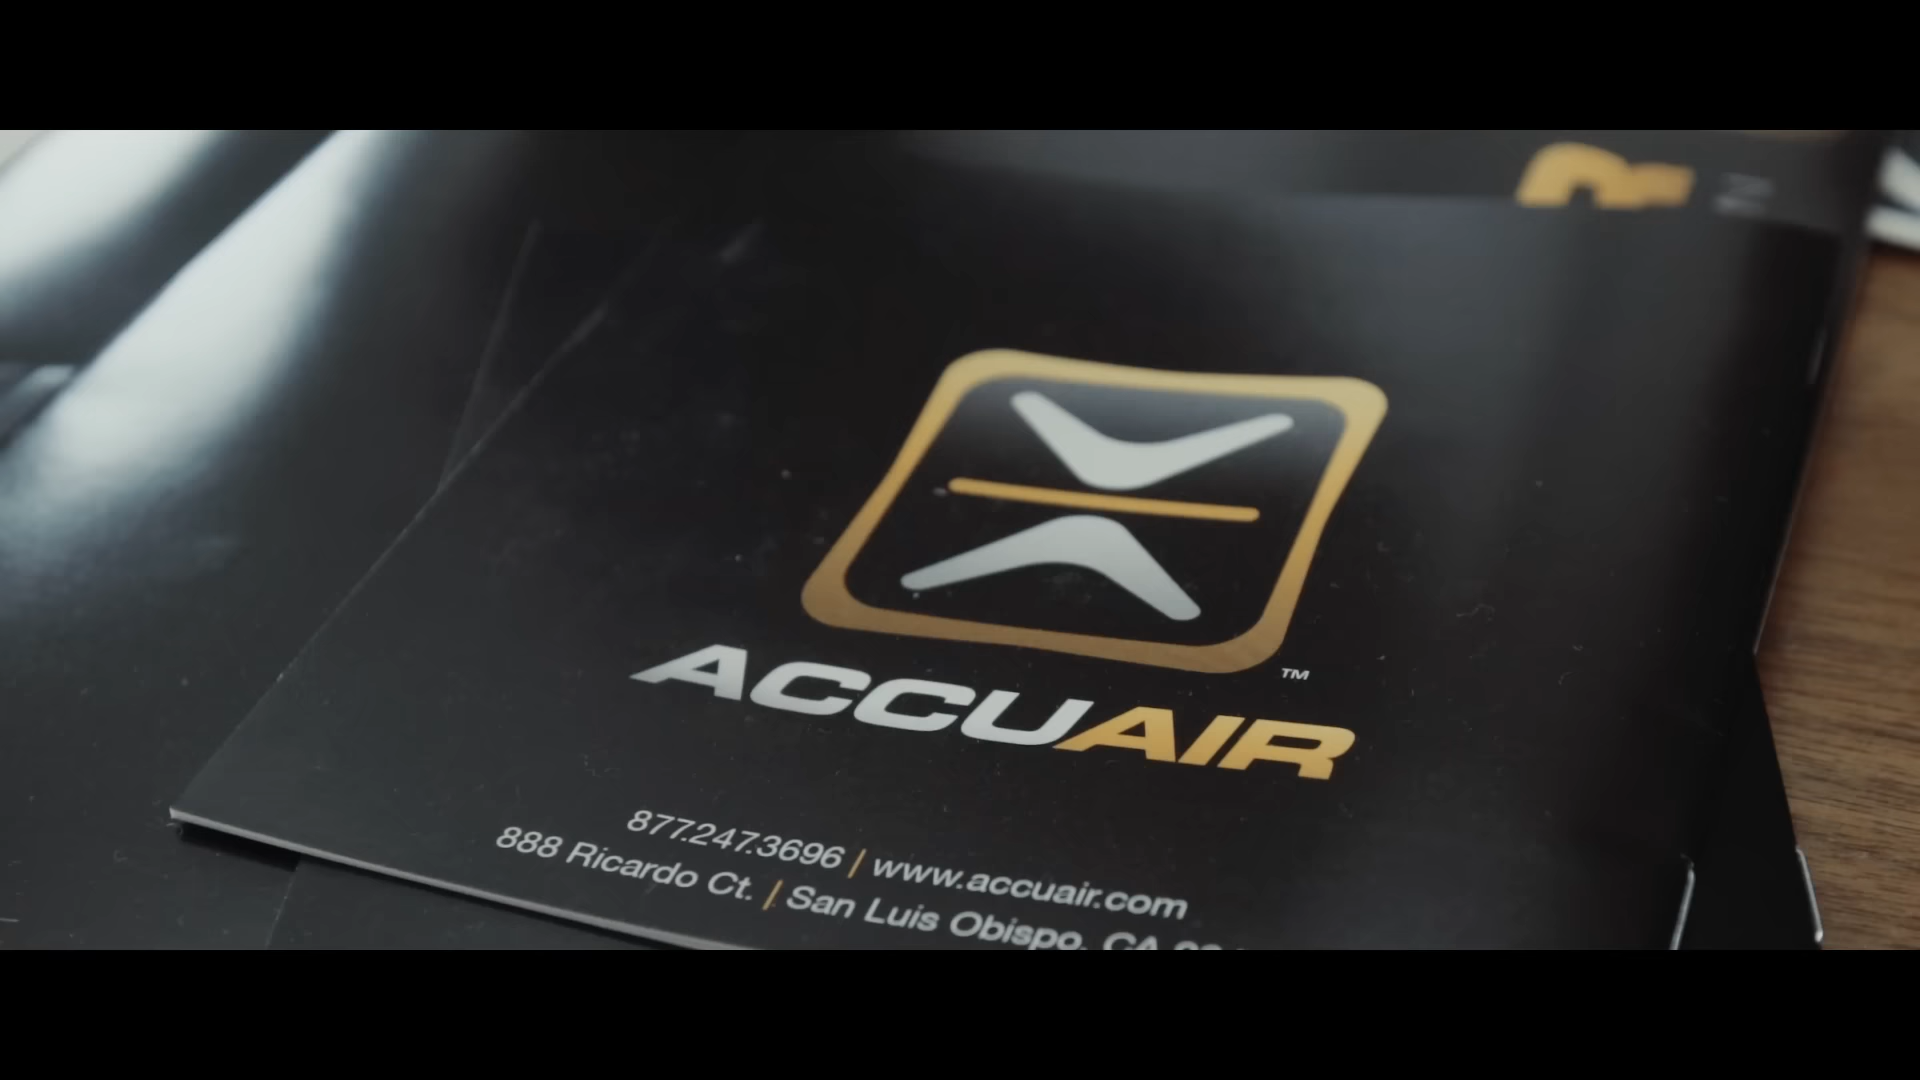 ACCUAIR
™
877.247.3696 | www.accuair.com
888 Ricardo Ct. | San Luis Obispo, CA